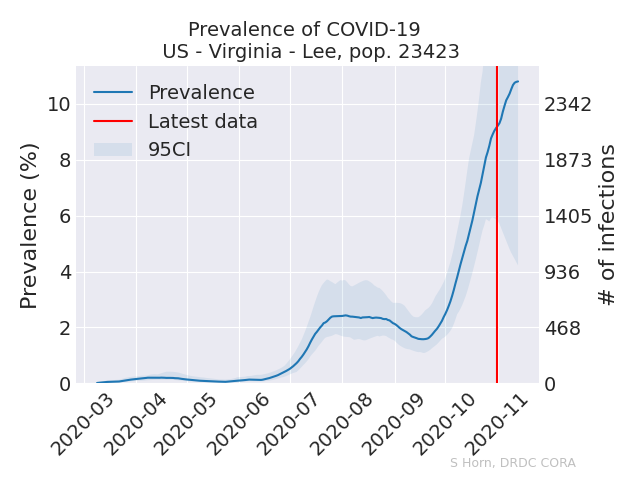 Prevalence of COVID-19
US - Virginia - Lee, pop. 23423
Prevalence
Latest data
95CI
Prevalence (%)
10
8
6
4
2
0
2342
1873
1405
936
468
0
# of infections
2020-03
2020-04
2020-05
2020-06
2020-07
2020-08
2020-09
2020-10
2020-11
S Horn, DRDC CORA